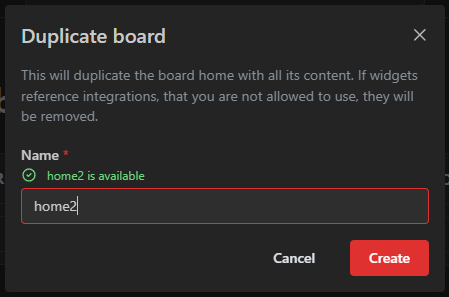 Duplicate board
This will duplicate the board home with all its content. If widgets
reference integrations, that you are not allowed to use, they will
be removed.
Name *
home2 is available
home2
Cancel
Create